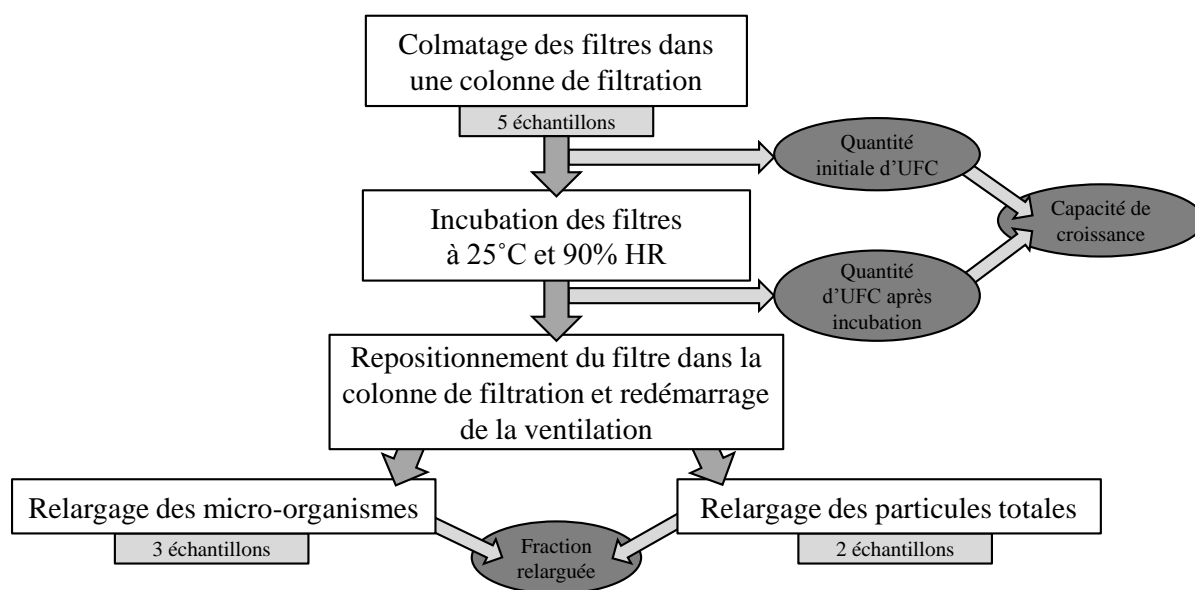 Colmatage des filtres dans
une colonne de filtration
5 échantillons
Quantité
initiale d’UFC
Capacité de
croissance
Incubation des filtres
à 25˚C et 90% HR
Quantité
d’UFC après
incubation
Repositionnement du filtre dans la
colonne de filtration et redémarrage
de la ventilation
Relargage des micro-organismes
3 échantillons
Relargage des particules totales
2 échantillons
Fraction
relarguée